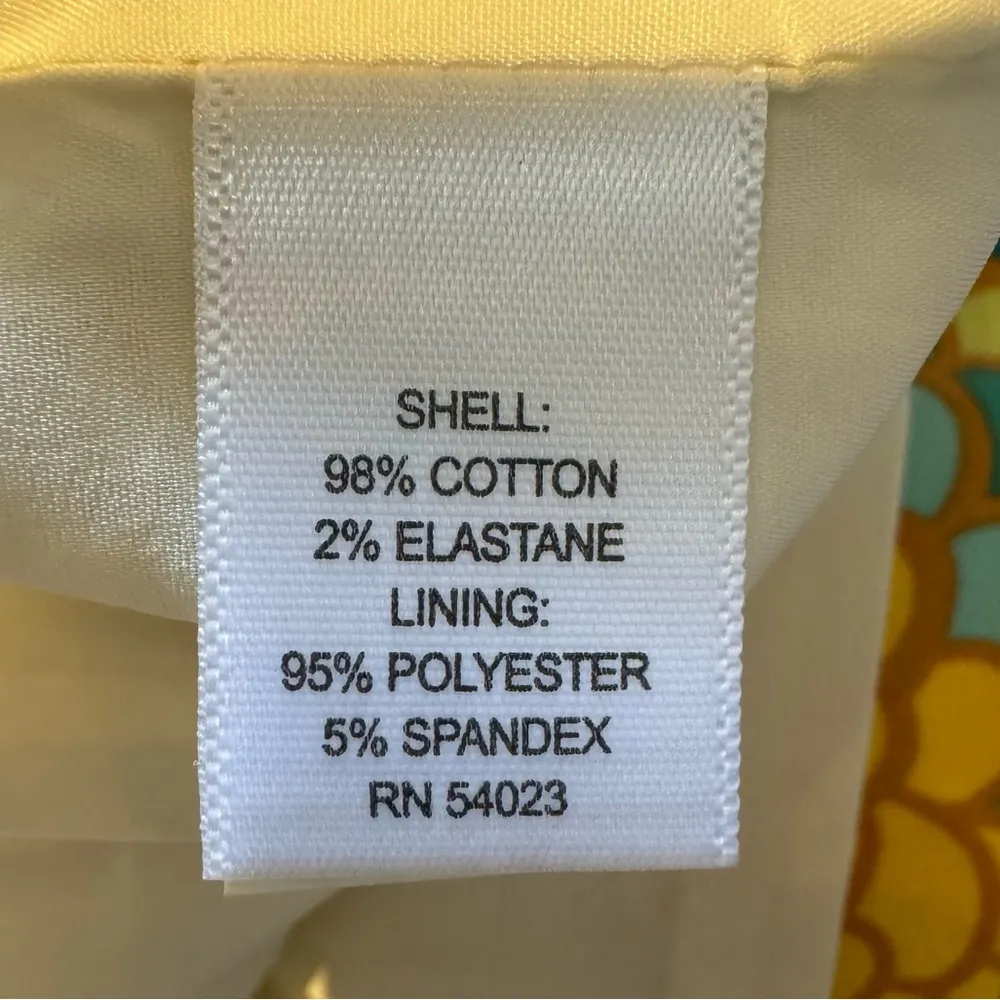 SHELL:
98% COTTON
2% ELASTANE
LINING:
95% POLYESTER
5% SPANDEX
RN 54023